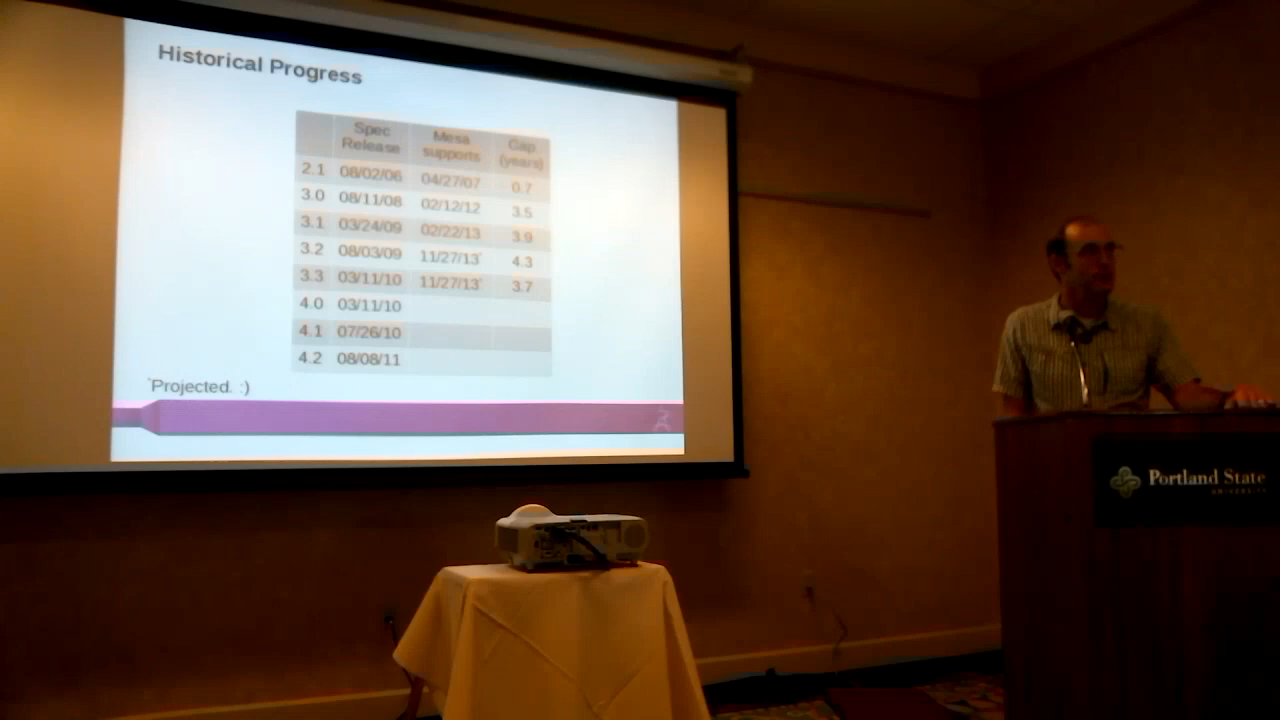 Historical Progress
Spec Release Mesa supports Gap (years)
2.1 08/02/06 04/27/07 0.7
3.0 08/11/08 02/12/12 3.5
3.1 03/24/09 02/22/13 3.9
3.2 08/03/09 11/27/13* 4.3
3.3 03/11/10 11/27/13* 3.7
4.0 03/11/10
4.1 07/26/10
4.2 08/08/11
*Projected. :)
Portland State
UNIVERSITY